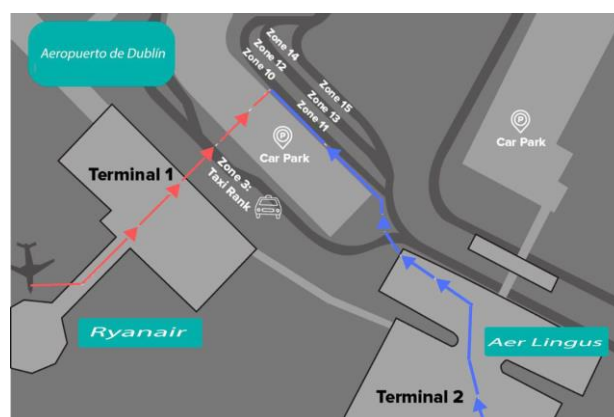 Aeropuerto de Dublín
Zone 14
Zone 12
Zone 10
Zone 15
Zone 13
Zone 11
P
Car Park
P
Car Park
Terminal 1
Zone 3:
Taxi Rank
Ryanair
Aer Lingus
Terminal 2